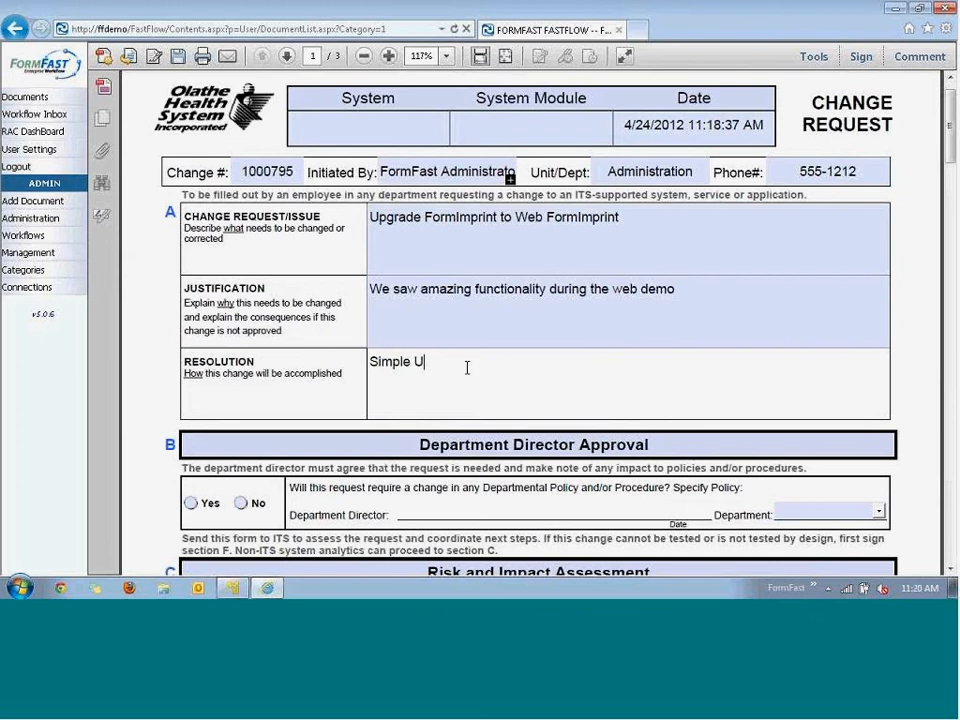 http://ffdemo/FastFlow/Contents.aspx?p=User/DocumentList.aspx?Category=1
FORMFAST FASTFLOW -- F...
1 / 3
117%
Tools
Sign
Comment
FORMFAST
Enterprise Workflow
Documents
Workflow Inbox
RAC DashBoard
User Settings
Logout
ADMIN
Add Document
Administration
Workflows
Management
Categories
Connections
v5.0.6
Olathe
Health
System
Incorporated
System
System Module
Date
4/24/2012 11:18:37 AM
CHANGE
REQUEST
Change #: 1000795 Initiated By: FormFast Administrato Unit/Dept: Administration Phone#: 555-1212
To be filled out by an employee in any department requesting a change to an ITS-supported system, service or application.
A
CHANGE REQUEST/ISSUE
Describe what needs to be changed or
corrected
Upgrade FormImprint to Web FormImprint
JUSTIFICATION
Explain why this needs to be changed
and explain the consequences if this
change is not approved
We saw amazing functionality during the web demo
RESOLUTION
How this change will be accomplished
Simple U
B
Department Director Approval
The department director must agree that the request is needed and make note of any impact to policies and/or procedures.
Yes No
Will this request require a change in any Departmental Policy and/or Procedure? Specify Policy:
Department Director:
Date
Department:
Send this form to ITS to assess the request and coordinate next steps. If this change cannot be tested or is not tested by design, first sign
section F. Non-ITS system analytics can proceed to section C.
C
Risk and Impact Assessment
FormFast
11:20 AM